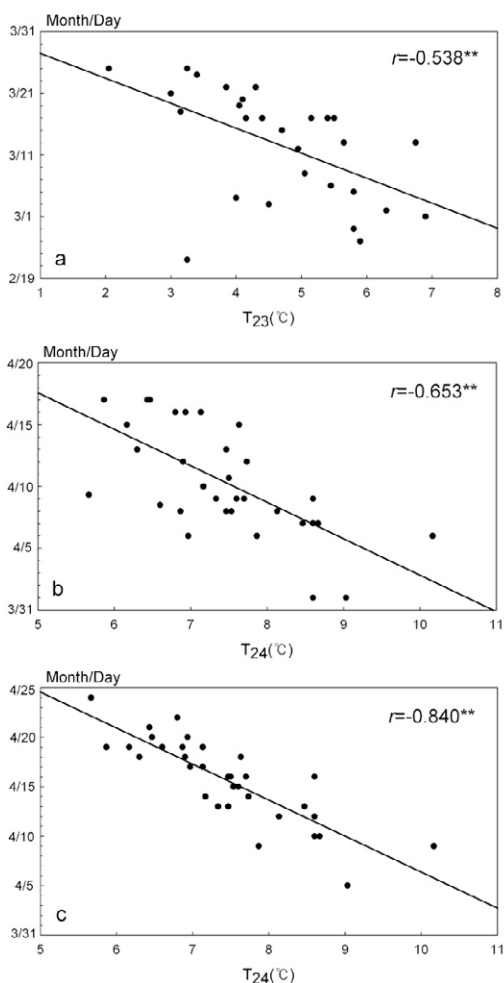 Month/Day
3/31
r=-0.538**
3/21
3/11
3/1
a
2/19
1 2 3 4 5 6 7 8
T23(℃)
Month/Day
4/20
r=-0.653**
4/15
4/10
4/5
b
3/31
5 6 7 8 9 10 11
T24(℃)
Month/Day
4/25
r=-0.840**
4/20
4/15
4/10
4/5
c
3/31
5 6 7 8 9 10 11
T24(℃)